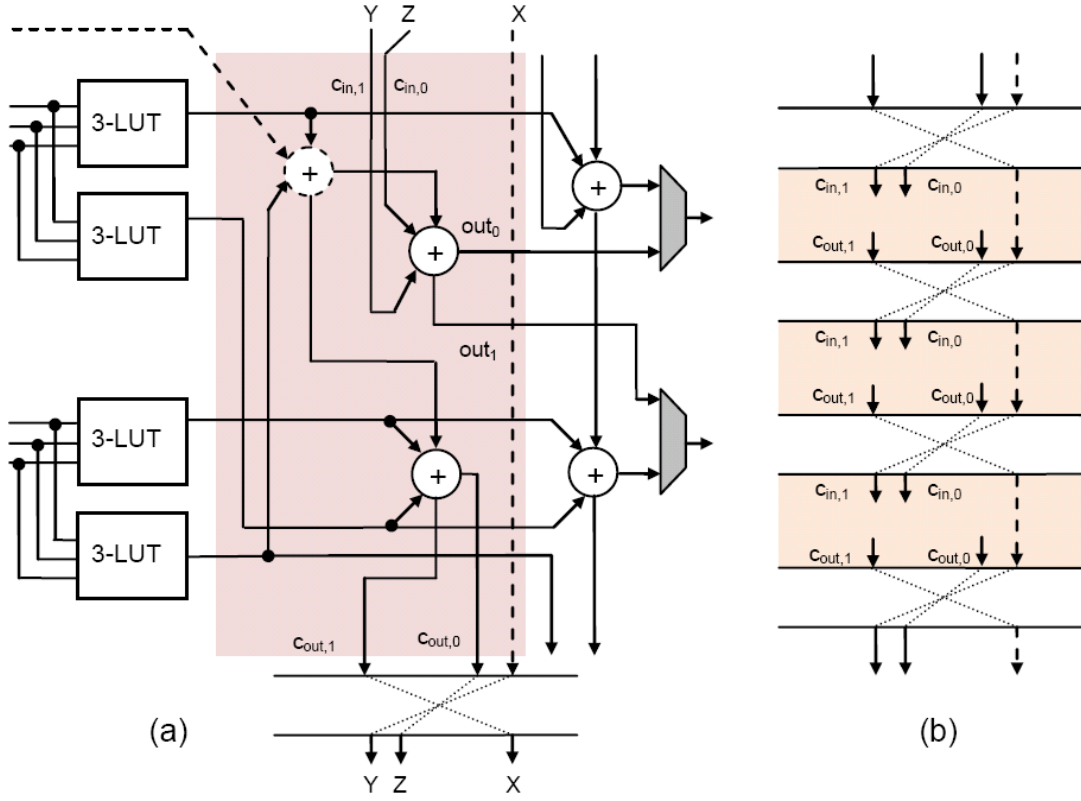 Y Z X
C_in,1 C_in,0
3-LUT
+
+
3-LUT
out_0
+
C_in,1 C_in,0
C_out,1 C_out,0
out_1
C_in,1 C_in,0
3-LUT
C_out,1 C_out,0
+
+
C_in,1 C_in,0
3-LUT
C_out,1 C_out,0
C_out,1 C_out,0
(a)
(b)
Y Z X